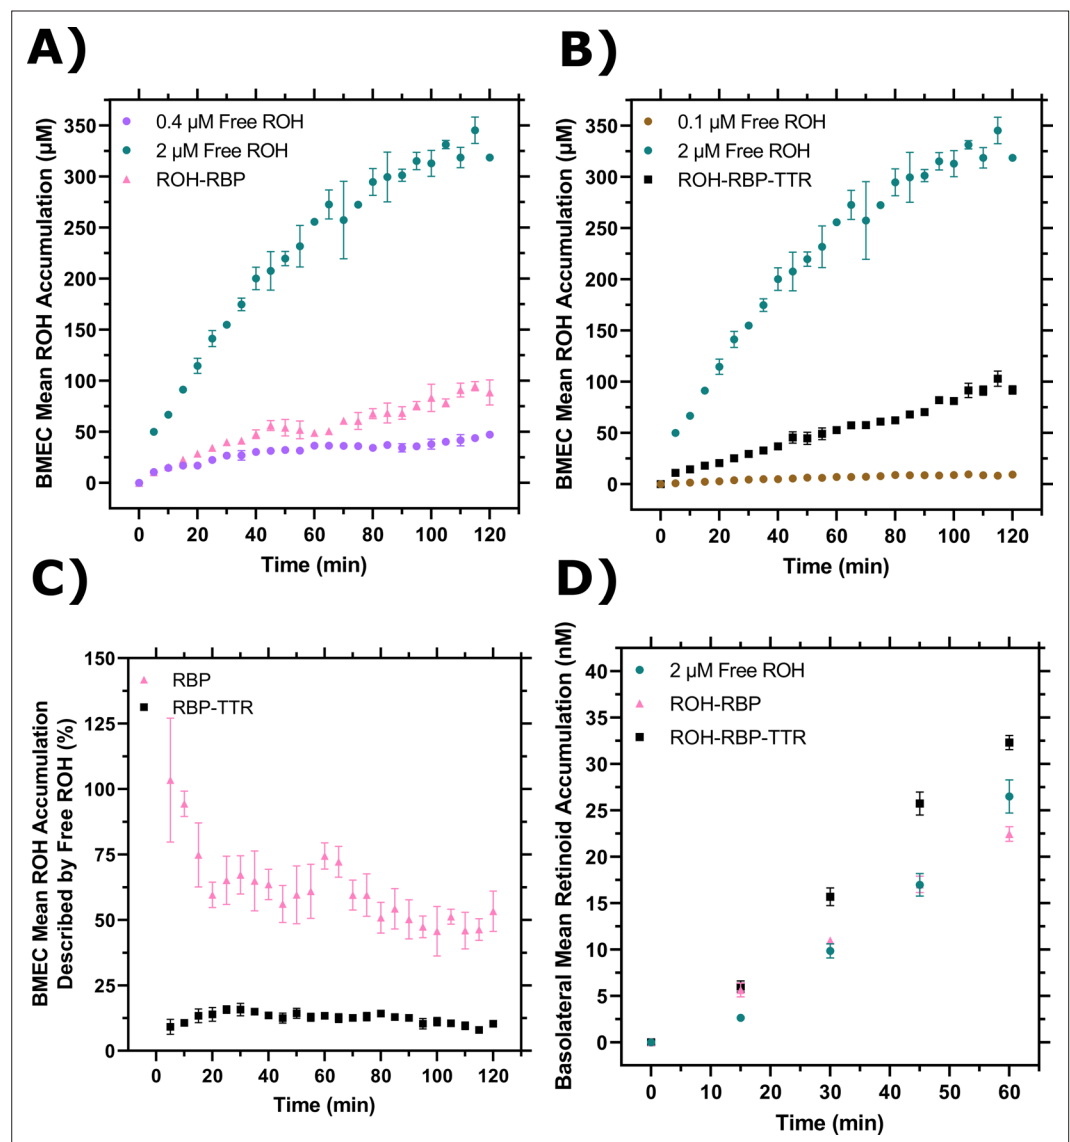 A)
BMEC Mean ROH Accumulation (µM)
350
300
250
200
150
100
50
0
0.4 µM Free ROH
2 µM Free ROH
ROH-RBP
0 20 40 60 80 100 120
Time (min)
B)
BMEC Mean ROH Accumulation (µM)
350
300
250
200
150
100
50
0
0.1 µM Free ROH
2 µM Free ROH
ROH-RBP-TTR
0 20 40 60 80 100 120
Time (min)
C)
BMEC Mean ROH Accumulation
Described by Free ROH (%)
150
125
100
75
50
25
0
RBP
RBP-TTR
0 20 40 60 80 100 120
Time (min)
D)
Basolateral Mean Retinoid Accumulation (nM)
40
35
30
25
20
15
10
5
0
2 µM Free ROH
ROH-RBP
ROH-RBP-TTR
0 10 20 30 40 50 60
Time (min)